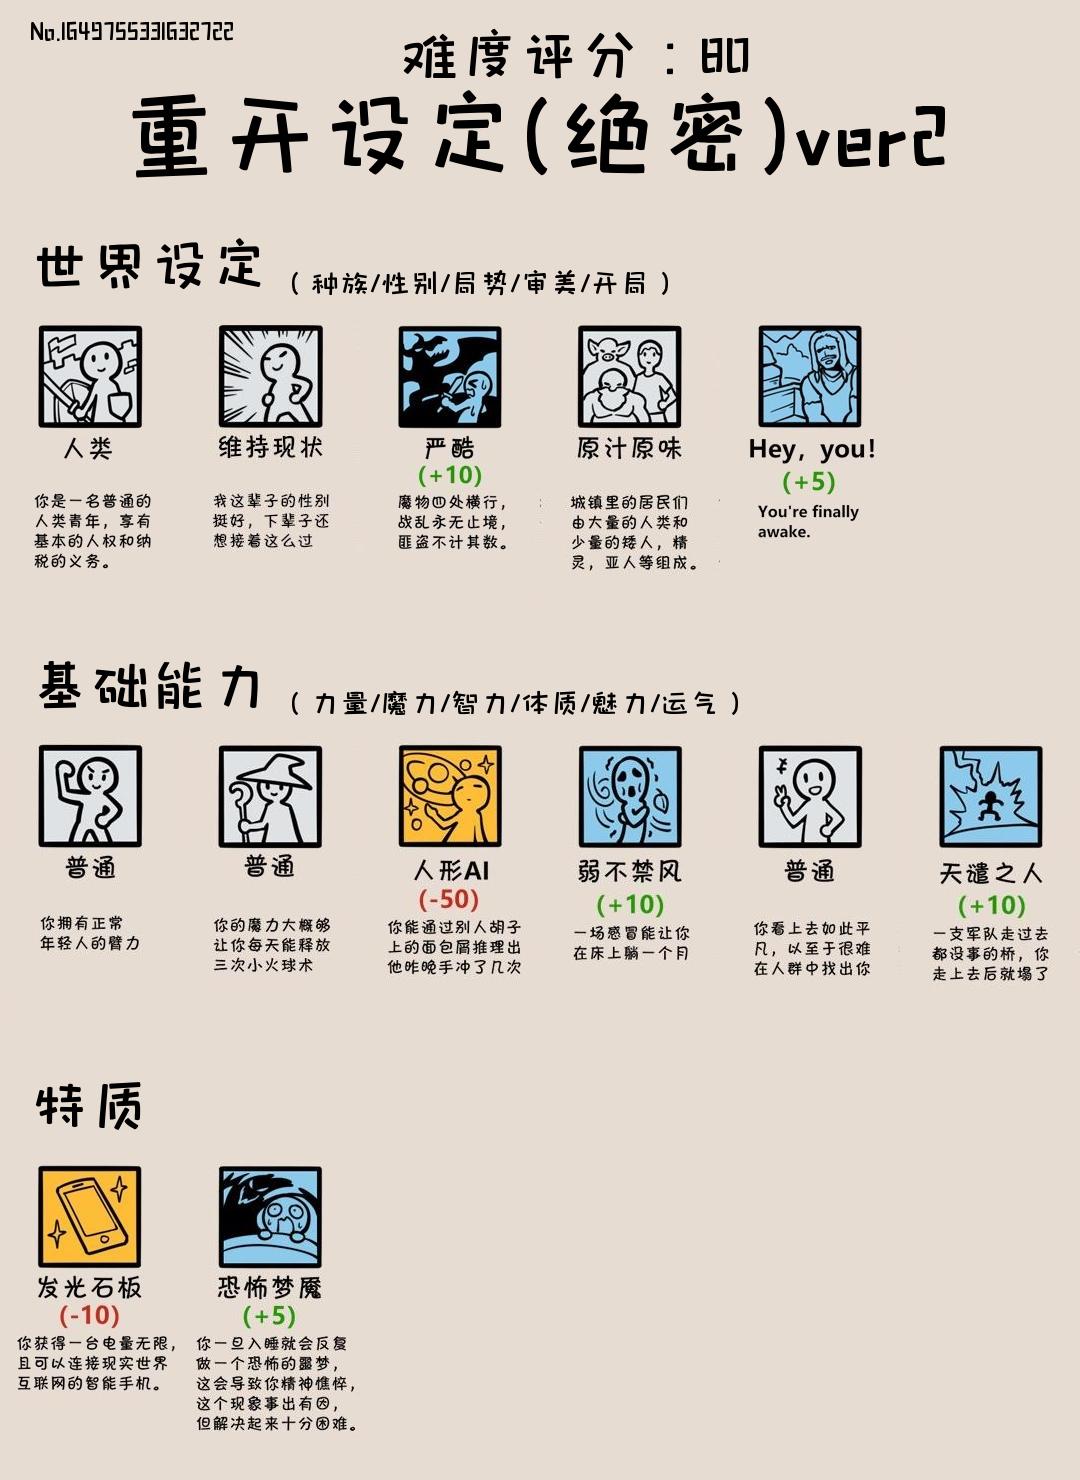 No.1649755331632722
难度评分：80
重开设定(绝密)ver2
世界设定 （ 种族/性别/局势/审美/开局 ）
人类
你是一名普通的
人类青年，享有
基本的人权和纳
税的义务。
维持现状
我这辈子的性别
挺好，下辈子还
想接着这么过
严酷
(+10)
魔物四处横行，
战乱永无止境，
匪盗不计其数。
原汁原味
城镇里的居民们
由大量的人类和
少量的矮人，精
灵，亚人等组成。
Hey, you!
(+5)
You're finally
awake.
基础能力 （ 力量/魔力/智力/体质/魅力/运气 ）
普通
你拥有正常
年轻人的臂力
普通
你的魔力大概够
让你每天能释放
三次小火球术
人形AI
(-50)
你能通过别人胡子
上的面包屑推理出
他昨晚手冲了几次
弱不禁风
(+10)
一场感冒能让你
在床上躺一个月
普通
你看上去如此平
凡，以至于很难
在人群中找出你
天谴之人
(+10)
一支军队走过去
都没事的桥，你
走上去后就塌了
特质
发光石板
(-10)
你获得一台电量无限，
且可以连接现实世界
互联网的智能手机。
恐怖梦魇
(+5)
你一旦入睡就会反复
做一个恐怖的噩梦，
这会导致你精神憔悴，
这个现象事出有因，
但解决起来十分困难。